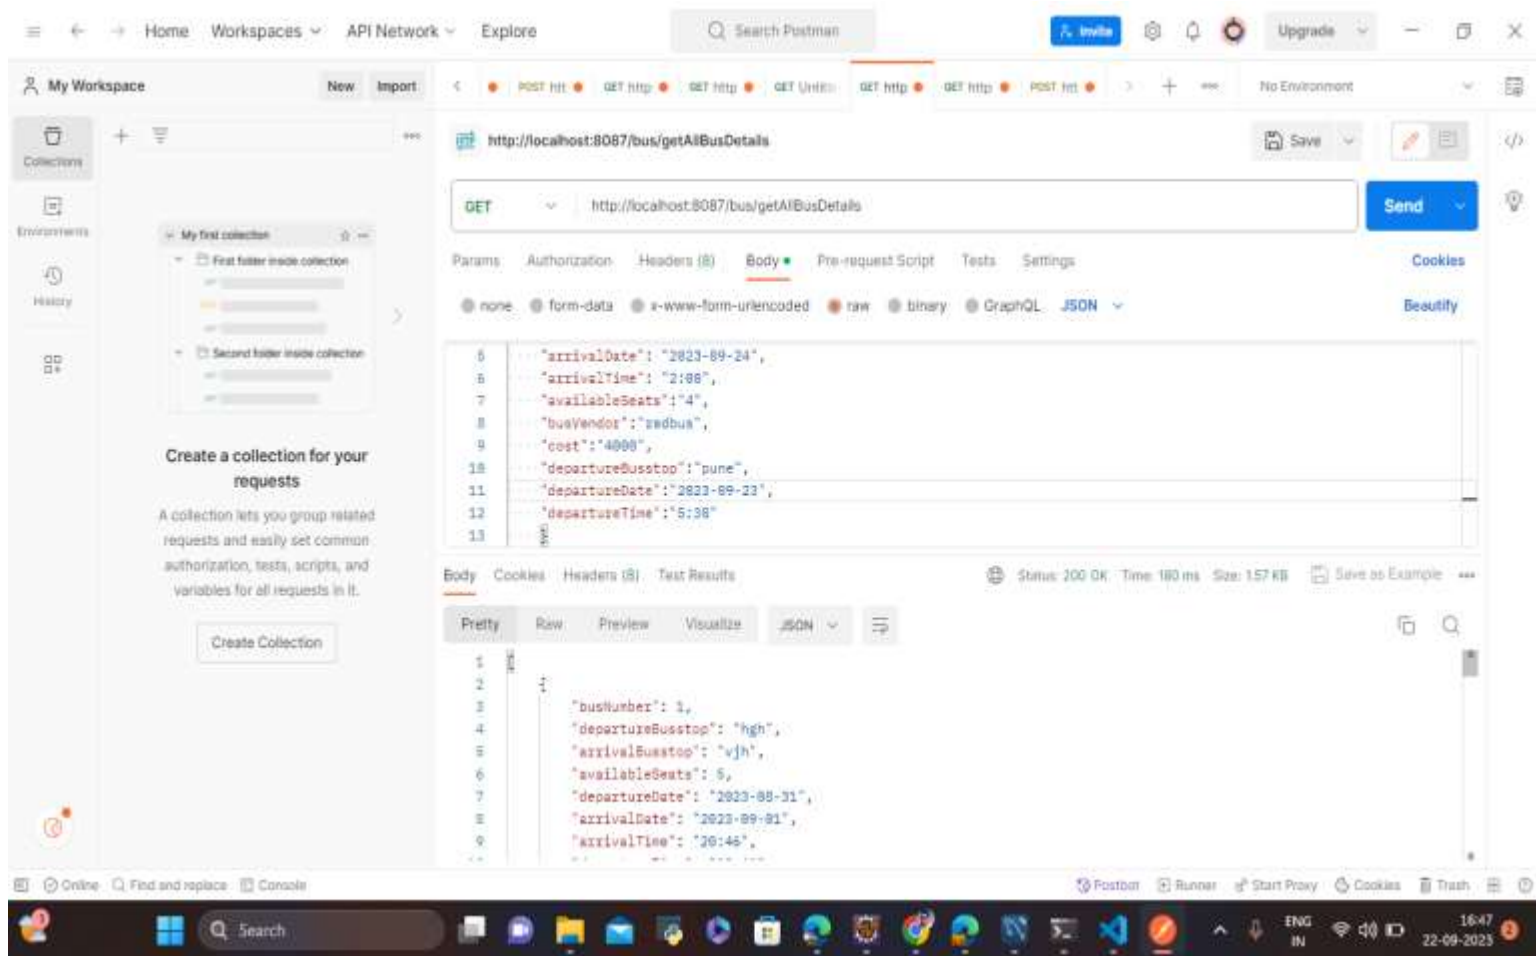 Home Workspaces API Network Explore Search Postman Invite Upgrade
My Workspace New Import POST htt GET http GET http GET Untitl GET http GET http POST htt No Environment
Collections
Environments
History
http://localhost:8087/bus/getAllBusDetails Save
GET http://localhost:8087/bus/getAllBusDetails Send
Params Authorization Headers (8) Body Pre-request Script Tests Settings Cookies
none form-data x-www-form-urlencoded raw binary GraphQL JSON Beautify
My first collection
First folder inside collection
Second folder inside collection
Create a collection for your
requests
A collection lets you group related
requests and easily set common
authorization, tests, scripts, and
variables for all requests in it.
Create Collection
5 "arrivalDate": "2023-09-24",
6 "arrivalTime": "2:00",
7 "availableSeats":"4",
8 "busVendor":"redbus",
9 "cost":"4000",
10 "departureBusstop":"pune",
11 "departureDate":"2023-09-23",
12 "departureTime":"5:30"
13 }
Body Cookies Headers (8) Test Results Status: 200 OK Time: 180 ms Size: 1.57 KB Save as Example
Pretty Raw Preview Visualize JSON
1 [
2 {
3 "busNumber": 1,
4 "departureBusstop": "hgh",
5 "arrivalBusstop": "vjh",
6 "availableSeats": 5,
7 "departureDate": "2023-08-31",
8 "arrivalDate": "2023-09-01",
9 "arrivalTime": "20:46",
Online Find and replace Console Postbot Runner Start Proxy Cookies Trash
Search ENG 16:47
IN 22-09-2023